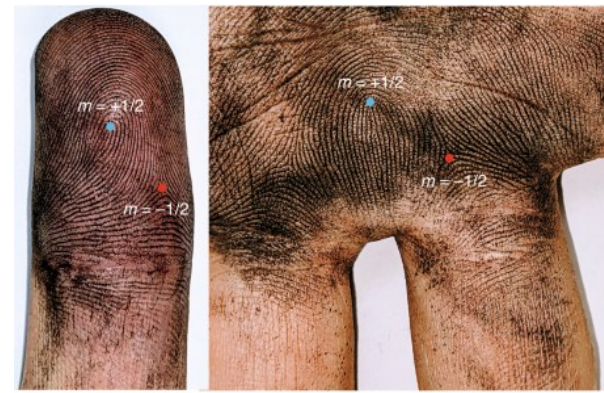 m = +1/2
m = −1/2
m = +1/2
m = −1/2